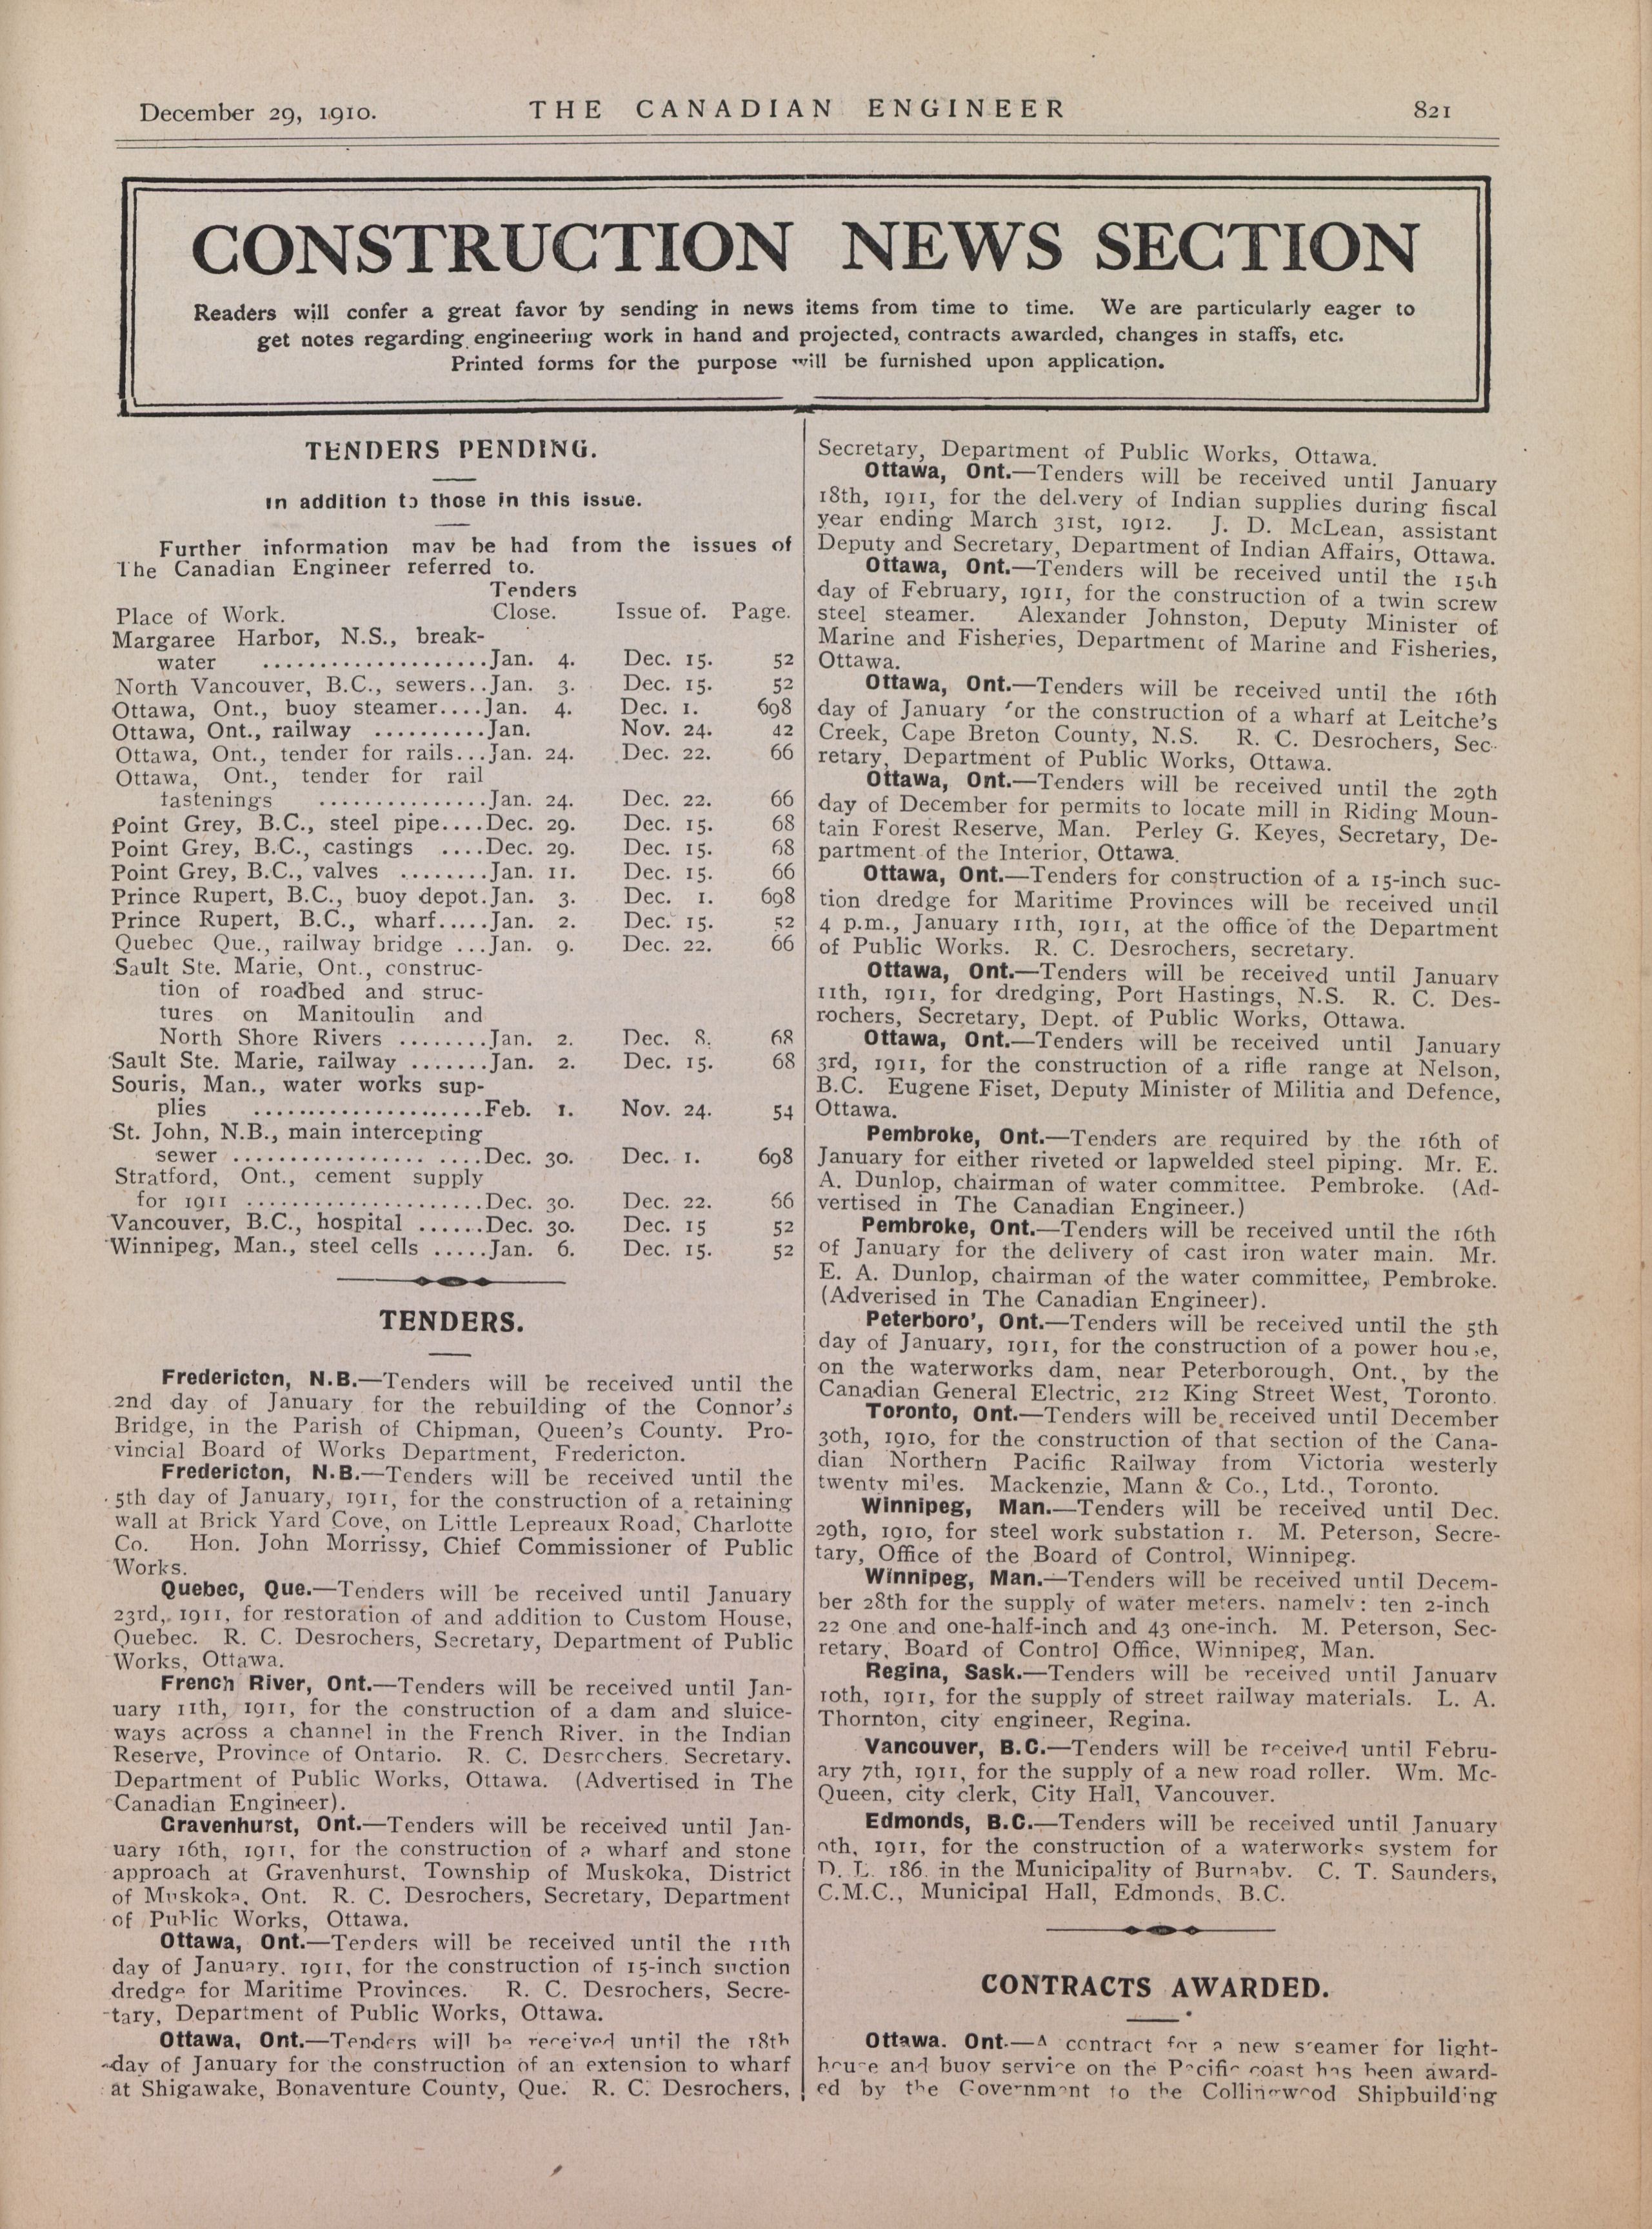 December 29, 1910.
THE CANADIAN ENGINEER
821
CONSTRUCTION NEWS SECTION
Readers will confer a great favor by sending in news items from time to time. We are particularly eager to
get notes regarding engineering work in hand and projected, contracts awarded, changes in staffs, etc.
Printed forms for the purpose will be furnished upon application.
TENDERS PENDING.
In addition to those in this issue.
Further information may be had from the issues of
The Canadian Engineer referred to.
Tenders
Place of Work. Close. Issue of. Page.
Margaree Harbor, N.S., break-
water ...................Jan. 4. Dec. 15. 52
North Vancouver, B.C., sewers..Jan. 3. Dec. 15. 52
Ottawa, Ont., buoy steamer....Jan. 4. Dec. 1. 698
Ottawa, Ont., railway ..........Jan. Nov. 24. 42
Ottawa, Ont., tender for rails...Jan. 24. Dec. 22. 66
Ottawa, Ont., tender for rail
fastenings ...............Jan. 24. Dec. 22. 66
Point Grey, B.C., steel pipe....Dec. 29. Dec. 15. 68
Point Grey, B.C., castings ....Dec. 29. Dec. 15. 68
Point Grey, B.C., valves ........Jan. 11. Dec. 15. 66
Prince Rupert, B.C., buoy depot.Jan. 3. Dec. 1. 698
Prince Rupert, B.C., wharf.....Jan. 2. Dec. 15. 52
Quebec Que., railway bridge ...Jan. 9. Dec. 22. 66
Sault Ste. Marie, Ont., construc-
tion of roadbed and struc-
tures on Manitoulin and
North Shore Rivers ........Jan. 2. Dec. 8. 68
Sault Ste. Marie, railway .......Jan. 2. Dec. 15. 68
Souris, Man., water works sup-
plies ....................Feb. 1. Nov. 24. 54
St. John, N.B., main intercepting
sewer ................. ....Dec. 30. Dec. 1. 698
Stratford, Ont., cement supply
for 1911 .....................Dec. 30. Dec. 22. 66
Vancouver, B.C., hospital ......Dec. 30. Dec. 15 52
Winnipeg, Man., steel cells .....Jan. 6. Dec. 15. 52
TENDERS.
Fredericton, N.B.—Tenders will be received until the
2nd day of January for the rebuilding of the Connor's
Bridge, in the Parish of Chipman, Queen's County. Pro-
vincial Board of Works Department, Fredericton.
Fredericton, N.B.—Tenders will be received until the
5th day of January, 1911, for the construction of a retaining
wall at Brick Yard Cove, on Little Lepreaux Road, Charlotte
Co. Hon. John Morrissy, Chief Commissioner of Public
Works.
Quebec, Que.—Tenders will be received until January
23rd, 1911, for restoration of and addition to Custom House,
Quebec. R. C. Desrochers, Secretary, Department of Public
Works, Ottawa.
French River, Ont.—Tenders will be received until Jan-
uary 11th, 1911, for the construction of a dam and sluice-
ways across a channel in the French River, in the Indian
Reserve, Province of Ontario. R. C. Desrochers, Secretary,
Department of Public Works, Ottawa. (Advertised in The
Canadian Engineer).
Gravenhurst, Ont.—Tenders will be received until Jan-
uary 16th, 1911, for the construction of a wharf and stone
approach at Gravenhurst, Township of Muskoka, District
of Muskoka, Ont. R. C. Desrochers, Secretary, Department
of Public Works, Ottawa.
Ottawa, Ont.—Tenders will be received until the 11th
day of January, 1911, for the construction of 15-inch suction
dredge for Maritime Provinces. R. C. Desrochers, Secre-
tary, Department of Public Works, Ottawa.
Ottawa, Ont.—Tenders will be received until the 18th
day of January for the construction of an extension to wharf
at Shigawake, Bonaventure County, Que. R. C. Desrochers,
Secretary, Department of Public Works, Ottawa.
Ottawa, Ont.—Tenders will be received until January
18th, 1911, for the delivery of Indian supplies during fiscal
year ending March 31st, 1912. J. D. McLean, assistant
Deputy and Secretary, Department of Indian Affairs, Ottawa.
Ottawa, Ont.—Tenders will be received until the 15th
day of February, 1911, for the construction of a twin screw
steel steamer. Alexander Johnston, Deputy Minister of
Marine and Fisheries, Department of Marine and Fisheries,
Ottawa.
Ottawa, Ont.—Tenders will be received until the 16th
day of January for the construction of a wharf at Leitche's
Creek, Cape Breton County, N.S. R. C. Desrochers, Sec-
retary, Department of Public Works, Ottawa.
Ottawa, Ont.—Tenders will be received until the 29th
day of December for permits to locate mill in Riding Moun-
tain Forest Reserve, Man. Perley G. Keyes, Secretary, De-
partment of the Interior, Ottawa.
Ottawa, Ont.—Tenders for construction of a 15-inch suc-
tion dredge for Maritime Provinces will be received until
4 p.m., January 11th, 1911, at the office of the Department
of Public Works. R. C. Desrochers, secretary.
Ottawa, Ont.—Tenders will be received until January
11th, 1911, for dredging, Port Hastings, N.S. R. C. Des-
rochers, Secretary, Dept. of Public Works, Ottawa.
Ottawa, Ont.—Tenders will be received until January
3rd, 1911, for the construction of a rifle range at Nelson,
B.C. Eugene Fiset, Deputy Minister of Militia and Defence,
Ottawa.
Pembroke, Ont.—Tenders are required by the 16th of
January for either riveted or lapwelded steel piping. Mr. E.
A. Dunlop, chairman of water committee. Pembroke. (Ad-
vertised in The Canadian Engineer.)
Pembroke, Ont.—Tenders will be received until the 16th
of January for the delivery of cast iron water main. Mr.
E. A. Dunlop, chairman of the water committee, Pembroke.
(Adverised in The Canadian Engineer).
Peterboro', Ont.—Tenders will be received until the 5th
day of January, 1911, for the construction of a power house,
on the waterworks dam, near Peterborough, Ont., by the
Canadian General Electric, 212 King Street West, Toronto.
Toronto, Ont.—Tenders will be received until December
30th, 1910, for the construction of that section of the Cana-
dian Northern Pacific Railway from Victoria westerly
twenty miles. Mackenzie, Mann & Co., Ltd., Toronto.
Winnipeg, Man.—Tenders will be received until Dec.
29th, 1910, for steel work substation 1. M. Peterson, Secre-
tary, Office of the Board of Control, Winnipeg.
Winnipeg, Man.—Tenders will be received until Decem-
ber 28th for the supply of water meters, namely: ten 2-inch
22 one and one-half-inch and 43 one-inch. M. Peterson, Sec-
retary, Board of Control Office, Winnipeg, Man.
Regina, Sask.—Tenders will be received until January
10th, 1911, for the supply of street railway materials. L. A.
Thornton, city engineer, Regina.
Vancouver, B.C.—Tenders will be received until Febru-
ary 7th, 1911, for the supply of a new road roller. Wm. Mc-
Queen, city clerk, City Hall, Vancouver.
Edmonds, B.C.—Tenders will be received until January
1911, for the construction of a waterworks system for
D. L. 186, in the Municipality of Burnaby. C. T. Saunders,
C.M.C., Municipal Hall, Edmonds, B.C.
CONTRACTS AWARDED.
Ottawa. Ont.—A contract for a new steamer for light-
house and buoy service on the Pacific coast has been award-
ed by the Government to the Collingwood Shipbuilding